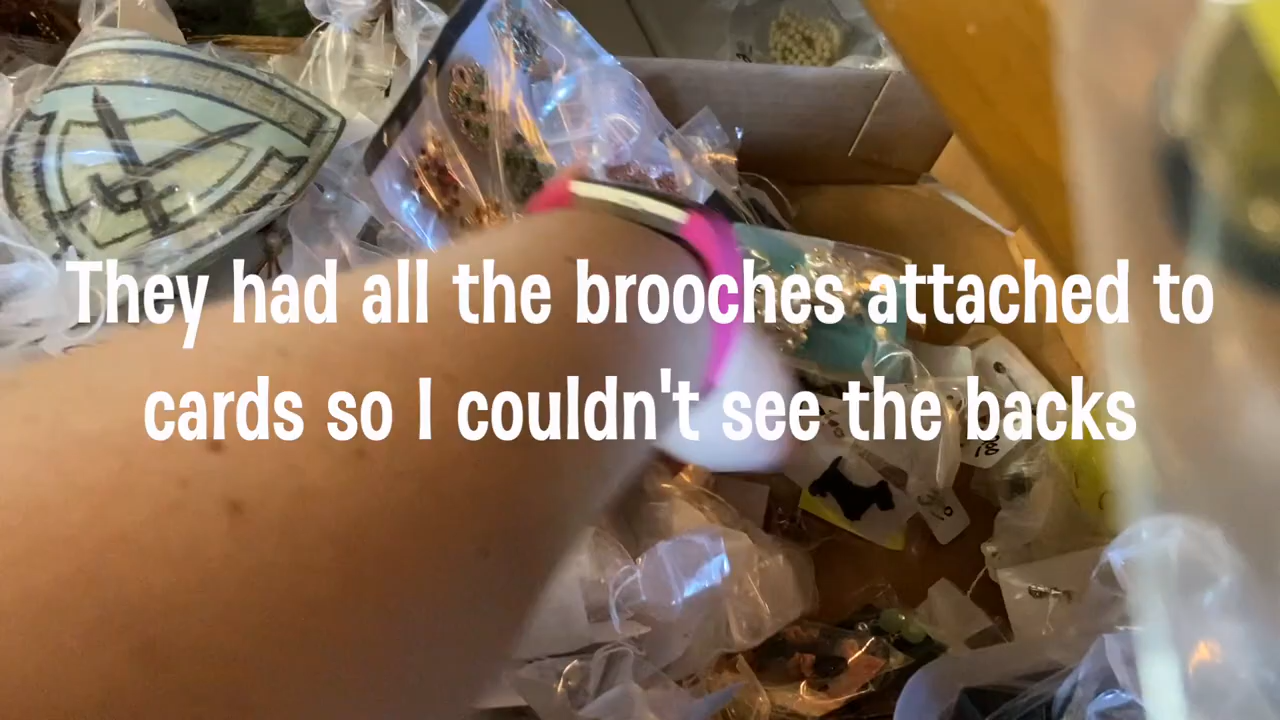 They had all the brooches attached to
cards so I couldn't see the backs